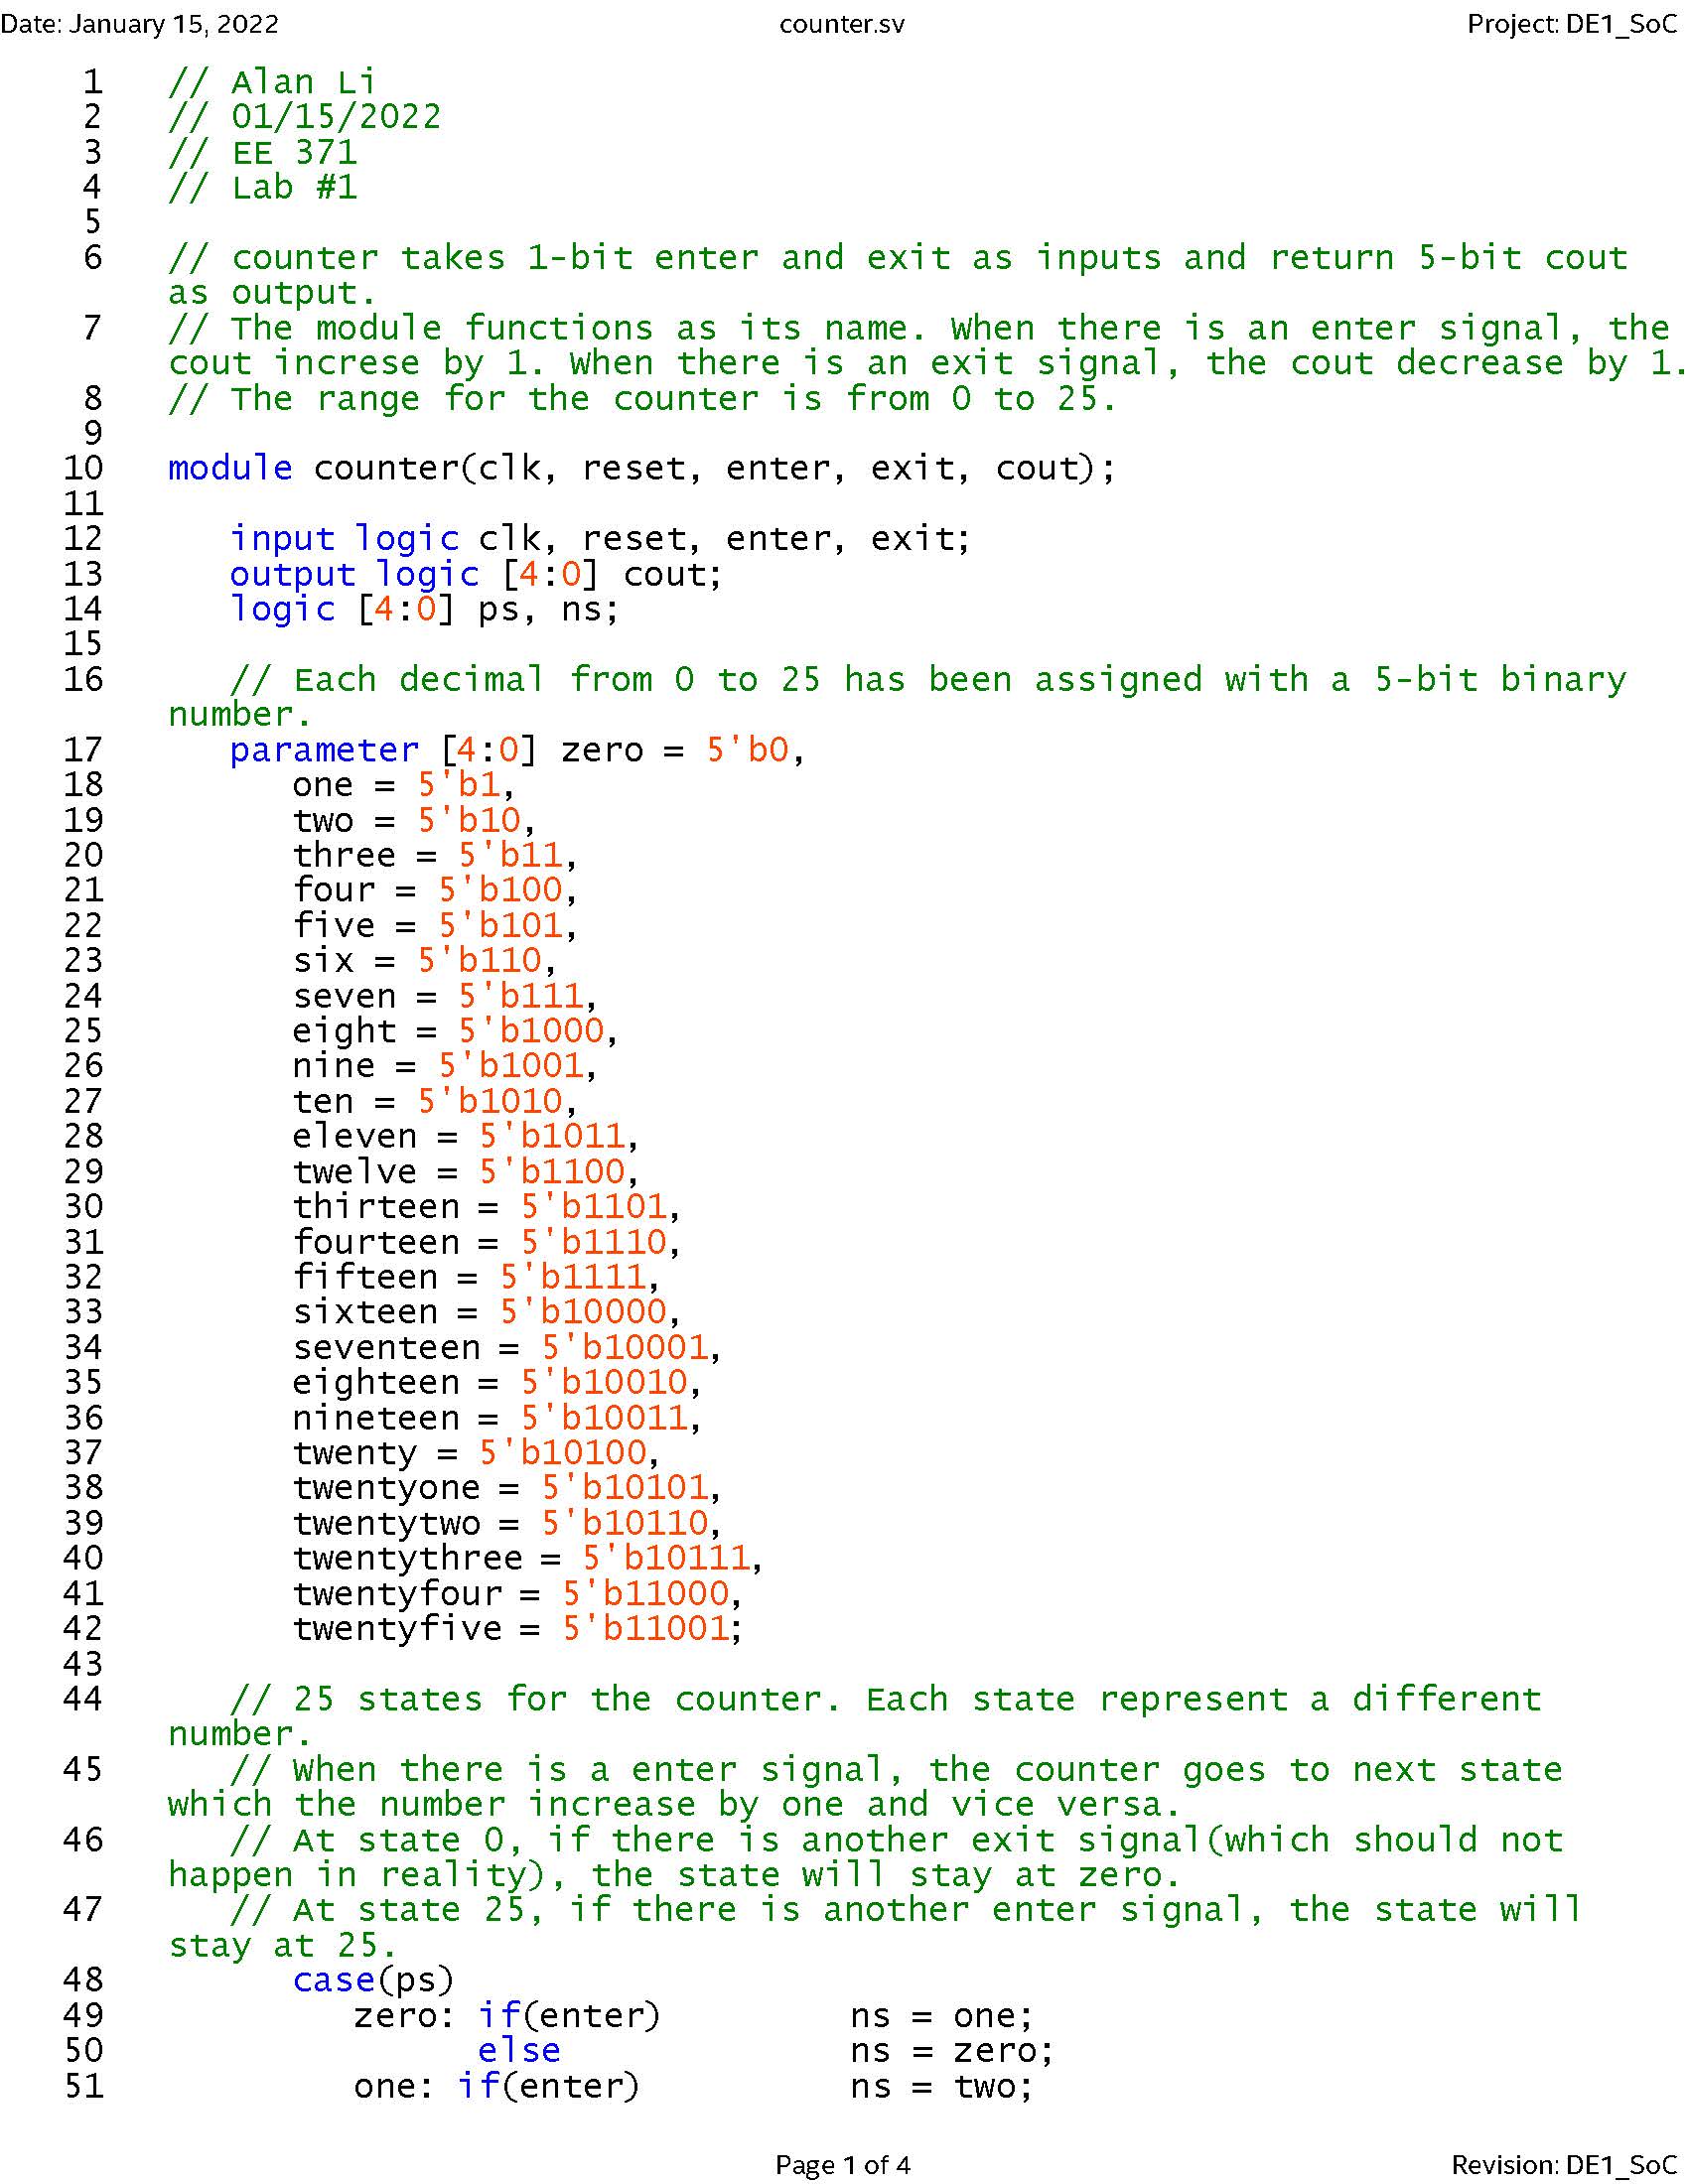 Date: January 15, 2022 counter.sv Project: DE1_SoC
1 // Alan Li
2 // 01/15/2022
3 // EE 371
4 // Lab #1
5
6 // counter takes 1-bit enter and exit as inputs and return 5-bit cout
as output.
7 // The module functions as its name. When there is an enter signal, the
cout increse by 1. When there is an exit signal, the cout decrease by 1.
8 // The range for the counter is from 0 to 25.
9
10 module counter(clk, reset, enter, exit, cout);
11
12 input logic clk, reset, enter, exit;
13 output logic [4:0] cout;
14 logic [4:0] ps, ns;
15
16 // Each decimal from 0 to 25 has been assigned with a 5-bit binary
number.
17 parameter [4:0] zero = 5'b0,
18 one = 5'b1,
19 two = 5'b10,
20 three = 5'b11,
21 four = 5'b100,
22 five = 5'b101,
23 six = 5'b110,
24 seven = 5'b111,
25 eight = 5'b1000,
26 nine = 5'b1001,
27 ten = 5'b1010,
28 eleven = 5'b1011,
29 twelve = 5'b1100,
30 thirteen = 5'b1101,
31 fourteen = 5'b1110,
32 fifteen = 5'b1111,
33 sixteen = 5'b10000,
34 seventeen = 5'b10001,
35 eighteen = 5'b10010,
36 nineteen = 5'b10011,
37 twenty = 5'b10100,
38 twentyone = 5'b10101,
39 twentytwo = 5'b10110,
40 twentythree = 5'b10111,
41 twentyfour = 5'b11000,
42 twentyfive = 5'b11001;
43
44 // 25 states for the counter. Each state represent a different
number.
45 // When there is a enter signal, the counter goes to next state
which the number increase by one and vice versa.
46 // At state 0, if there is another exit signal(which should not
happen in reality), the state will stay at zero.
47 // At state 25, if there is another enter signal, the state will
stay at 25.
48 case(ps)
49 zero: if(enter) ns = one;
50 else ns = zero;
51 one: if(enter) ns = two;
Page 1 of 4 Revision: DE1_SoC